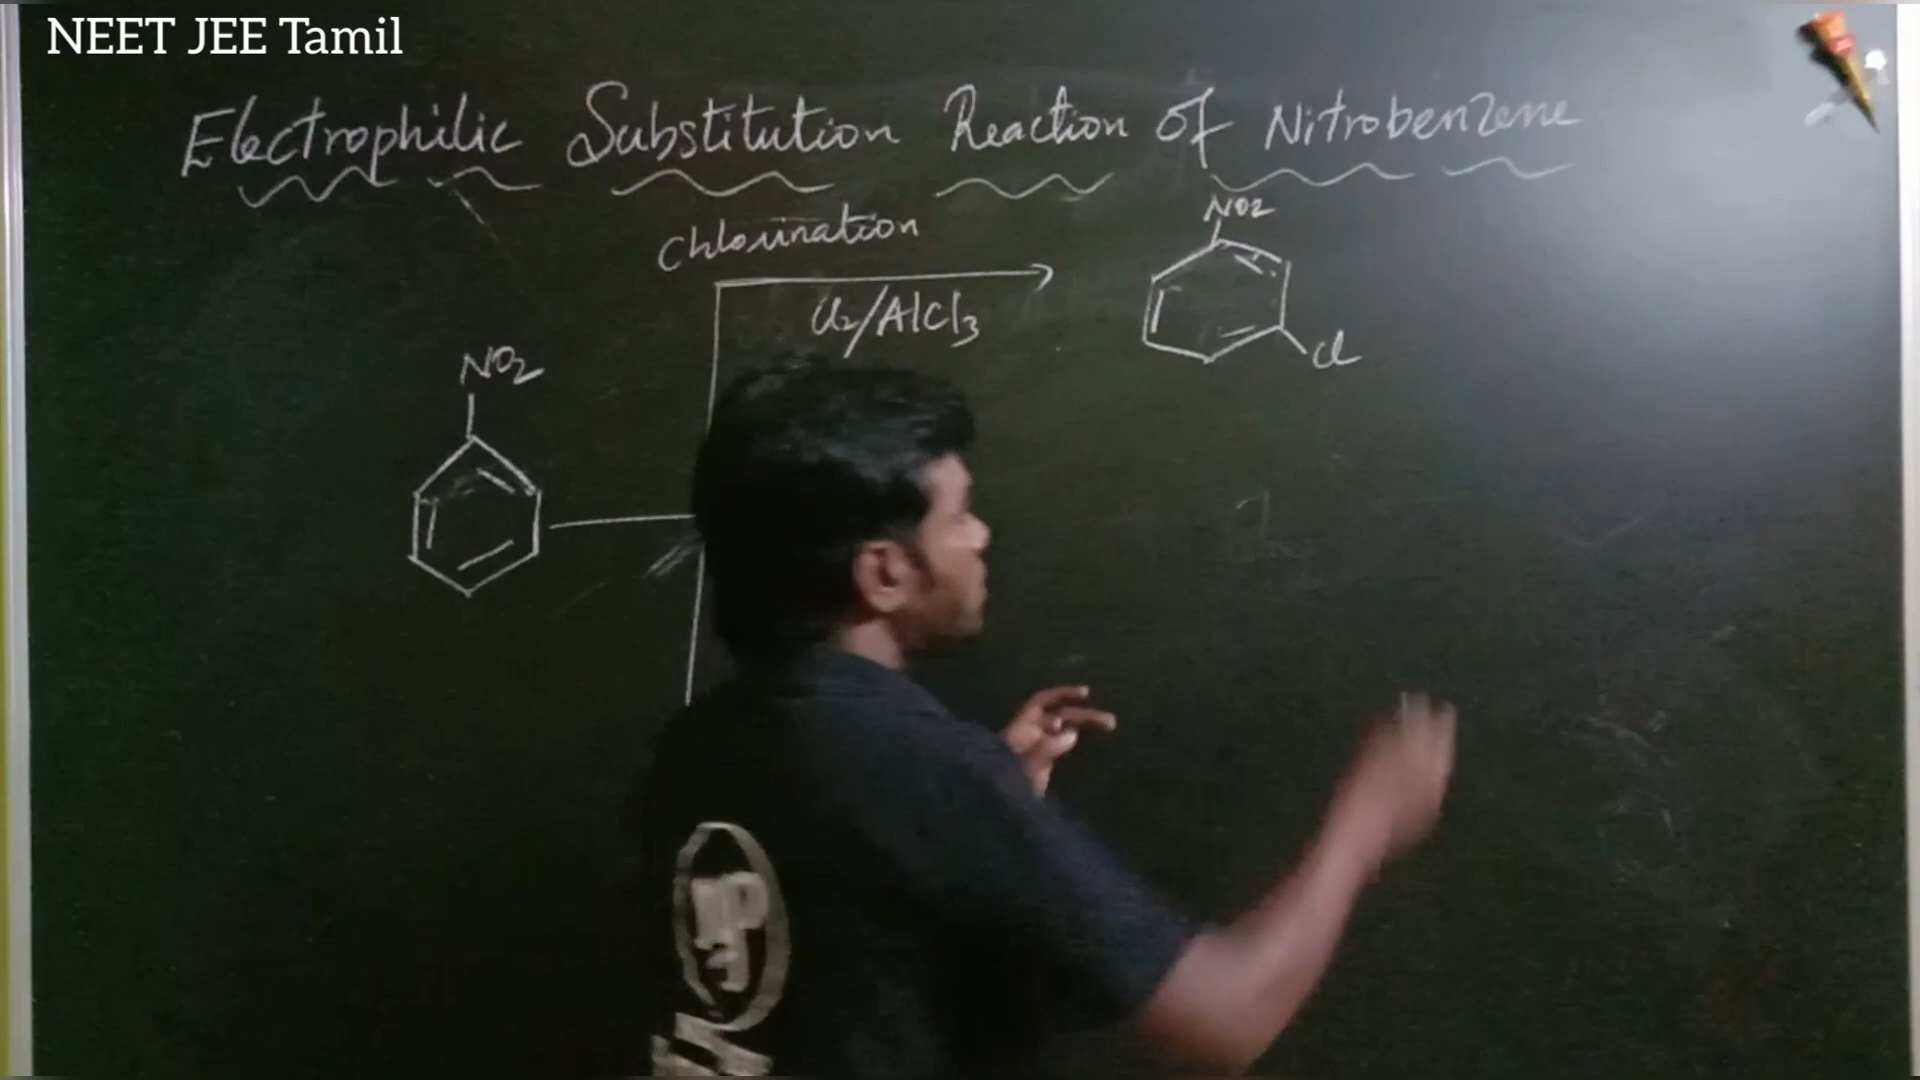 NEET JEE Tamil
Electrophilic Substitution Reaction of Nitrobenzene
Chlorination
Cl2/AlCl3
NO2
Cl
NO2